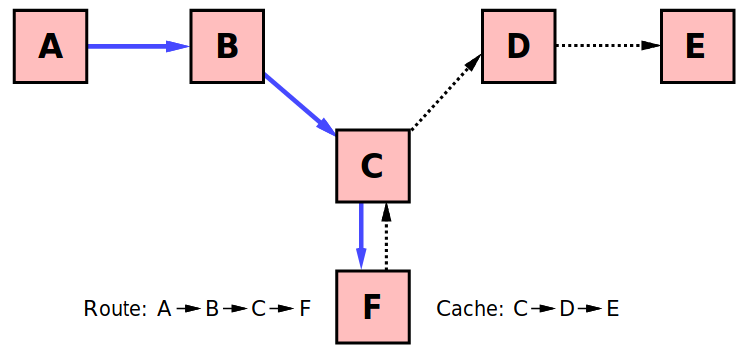 A B D E
C
F
Route: A → B → C → F Cache: C → D → E